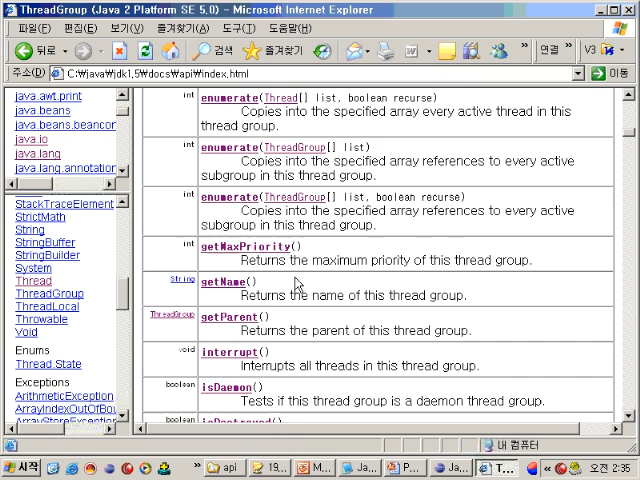 ThreadGroup (Java 2 Platform SE 5,0) - Microsoft Internet Explorer
파일(F) 편집(E) 보기(V) 즐겨찾기(A) 도구(T) 도움말(H)
뒤로 검색 즐겨찾기 연결 V3
주소(D) C:￦java￦jdk1,5￦docs￦api￦index,html 이동
java.awt.print
java.beans
java.beans.beancon
java.io
java.lang
java.lang.annotation
StackTraceElement
StrictMath
String
StringBuffer
StringBuilder
System
Thread
ThreadGroup
ThreadLocal
Throwable
Void
Enums
Thread.State
Exceptions
ArithmeticException
ArrayIndexOutOfBou
ArrayStoreException
int enumerate(Thread[] list, boolean recurse)
Copies into the specified array every active thread in this
thread group.
int enumerate(ThreadGroup[] list)
Copies into the specified array references to every active
subgroup in this thread group.
int enumerate(ThreadGroup[] list, boolean recurse)
Copies into the specified array references to every active
subgroup in this thread group.
int getMaxPriority()
Returns the maximum priority of this thread group.
String getName()
Returns the name of this thread group.
ThreadGroup getParent()
Returns the parent of this thread group.
void interrupt()
Interrupts all threads in this thread group.
boolean isDaemon()
Tests if this thread group is a daemon thread group.
boolean isDestroyed()
내 컴퓨터
시작 api 19,.. M... Ja... P... Ja... T... 오전 2:35